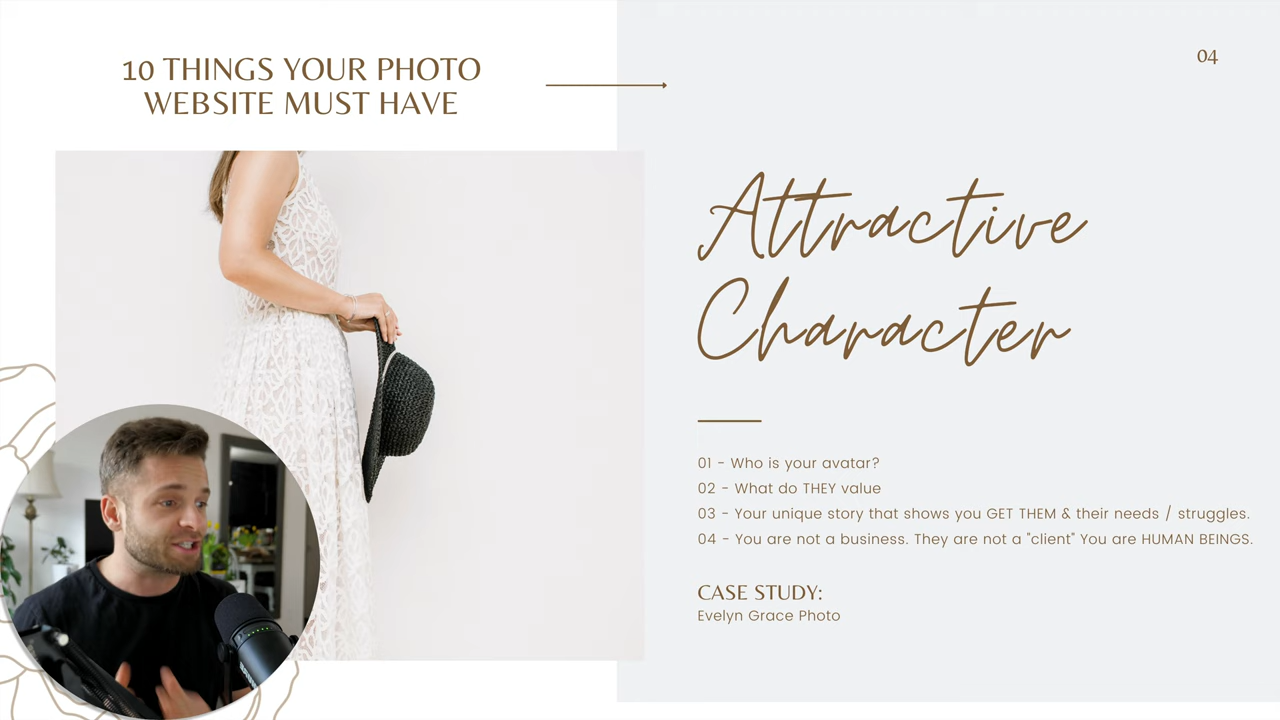 10 THINGS YOUR PHOTO
WEBSITE MUST HAVE
04
Attractive
Character
01 - Who is your avatar?
02 - What do THEY value
03 - Your unique story that shows you GET THEM & their needs / struggles.
04 - You are not a business. They are not a "client" You are HUMAN BEINGS.
CASE STUDY:
Evelyn Grace Photo